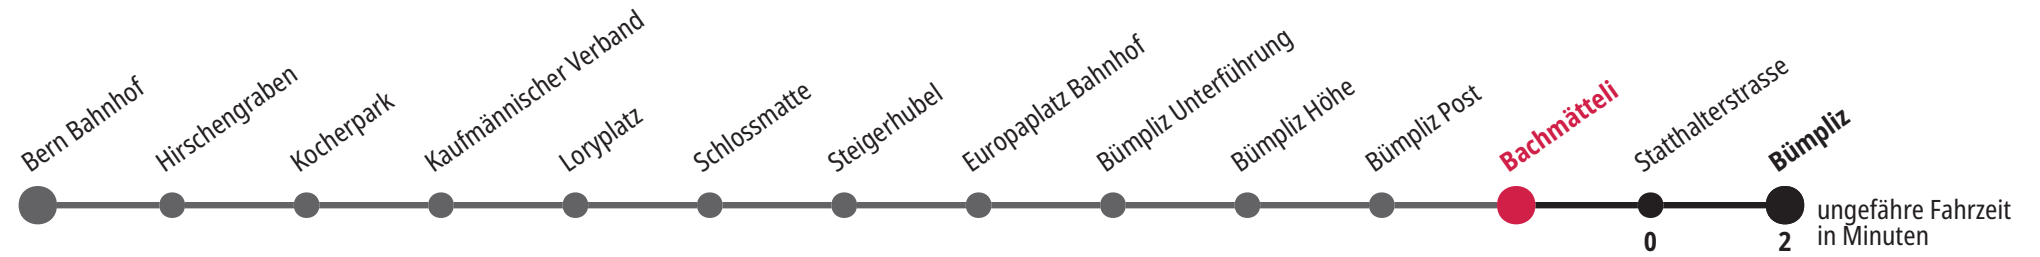 Bern Bahnhof
Hirschengraben
Kocherpark
Kaufmännischer Verband
Loryplatz
Schlossmatte
Steigerhubel
Europaplatz Bahnhof
Bümpliz Unterführung
Bümpliz Höhe
Bümpliz Post
Bachmätteli
Statthalterstrasse
Bümpliz
0
2
ungefähre Fahrzeit
in Minuten